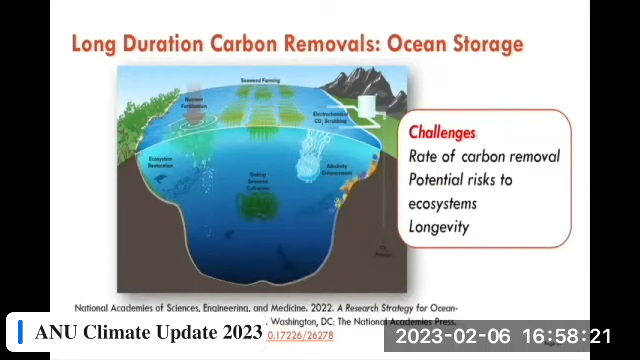 Long Duration Carbon Removals: Ocean Storage
Seaweed Farming
Nutrient
Fertilization
Electrochemical
CO₂ Scrubbing
Ecosystem
Restoration
Alkalinity
Enhancement
Sinking
Seaweed
Cultivation
Challenges
Rate of carbon removal
Potential risks to
ecosystems
Longevity
National Academies of Sciences, Engineering, and Medicine. 2022. A Research Strategy for Ocean-
. Washington, DC: The National Academies Press.
0.17226/26278
ANU Climate Update 2023
2023-02-06 16:58:21